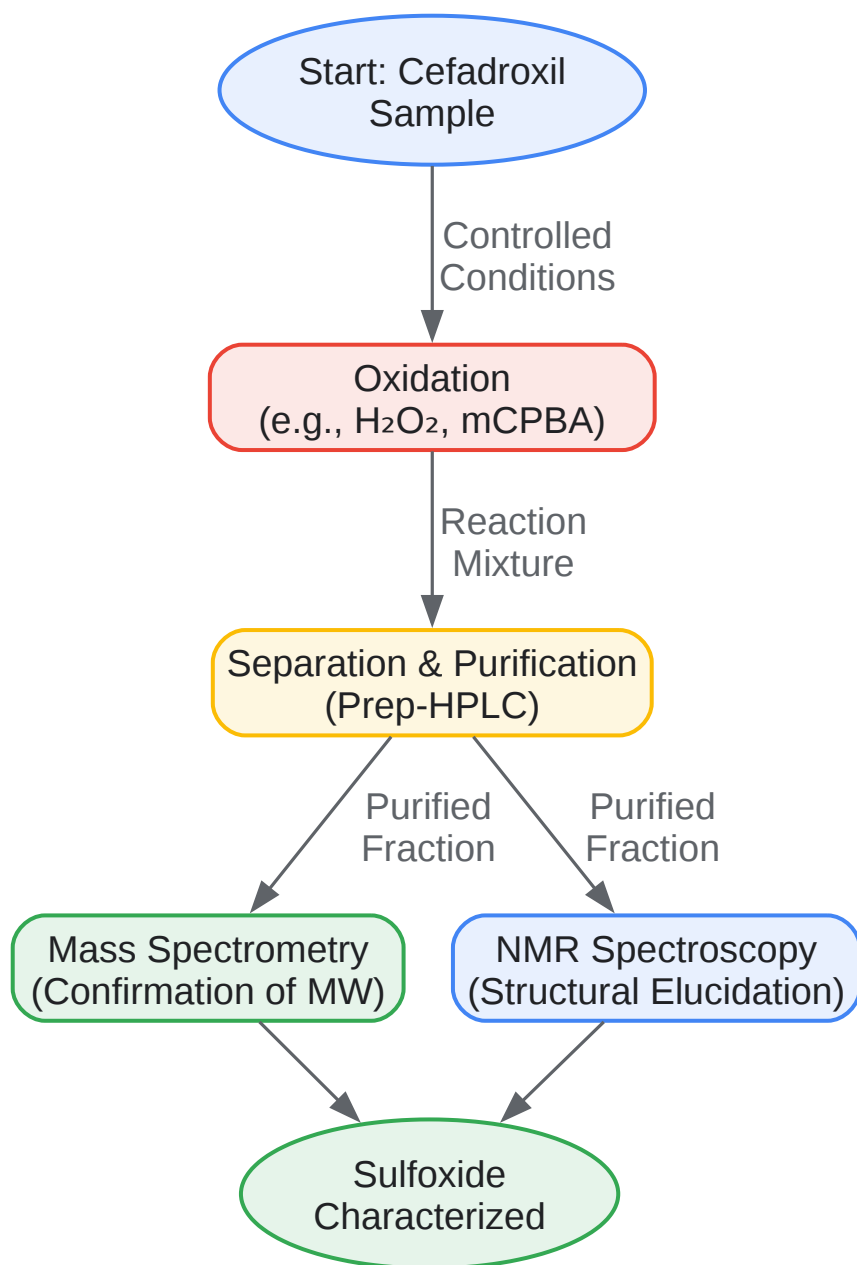 Start: Cefadroxil
Sample
Controlled
Conditions
Oxidation
(e.g., H₂O₂, mCPBA)
Reaction
Mixture
Separation & Purification
(Prep-HPLC)
Purified
Fraction
Purified
Fraction
Mass Spectrometry
(Confirmation of MW)
NMR Spectroscopy
(Structural Elucidation)
Sulfoxide
Characterized